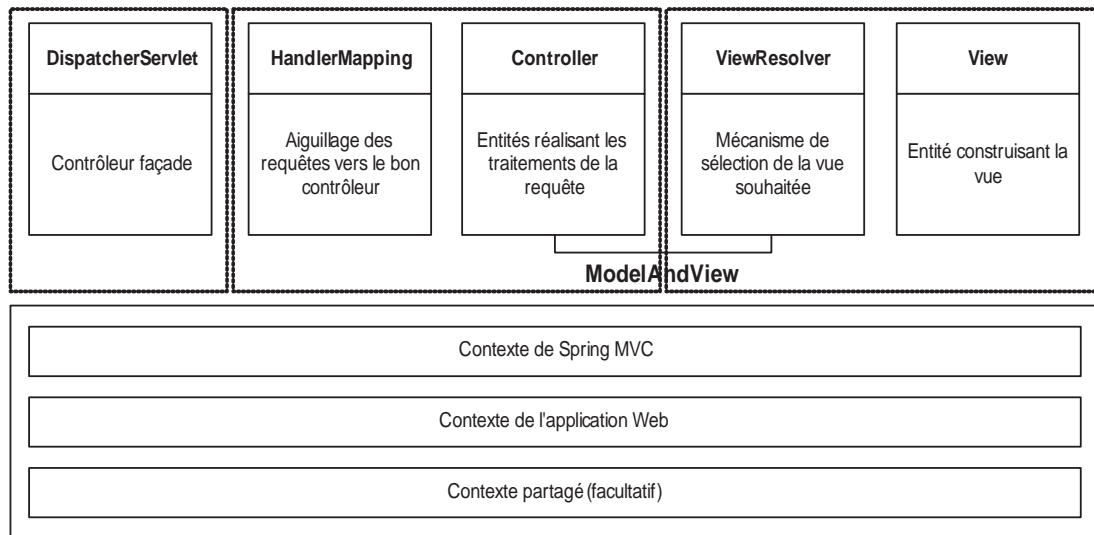 DispatcherServlet
Contrôleur façade
HandlerMapping
Aiguillage des
requêtes vers le bon
contrôleur
Controller
Entités réalisant les
traitements de la
requête
ViewResolver
Mécanisme de
sélection de la vue
souhaitée
View
Entité construisant la
vue
ModelAndView
Contexte de Spring MVC
Contexte de l'application Web
Contexte partagé (facultatif)